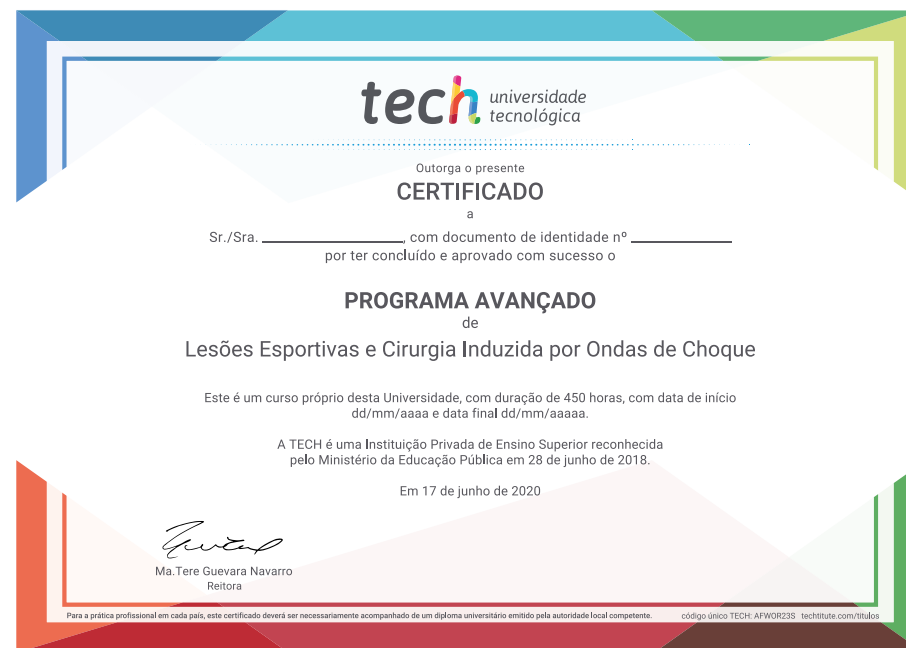 tech universidade
tecnológica
Outorga o presente
CERTIFICADO
a
Sr./Sra. ____________________, com documento de identidade nº ______________
por ter concluído e aprovado com sucesso o
PROGRAMA AVANÇADO
de
Lesões Esportivas e Cirurgia Induzida por Ondas de Choque
Este é um curso próprio desta Universidade, com duração de 450 horas, com data de início
dd/mm/aaaa e data final dd/mm/aaaaa.
A TECH é uma Instituição Privada de Ensino Superior reconhecida
pelo Ministério da Educação Pública em 28 de junho de 2018.
Em 17 de junho de 2020
Ma.Tere Guevara Navarro
Reitora
Para a prática profissional em cada país, este certificado deverá ser necessariamente acompanhado de um diploma universitário emitido pela autoridade local competente. código único TECH: AFWOR23S techtitute.com/titulos